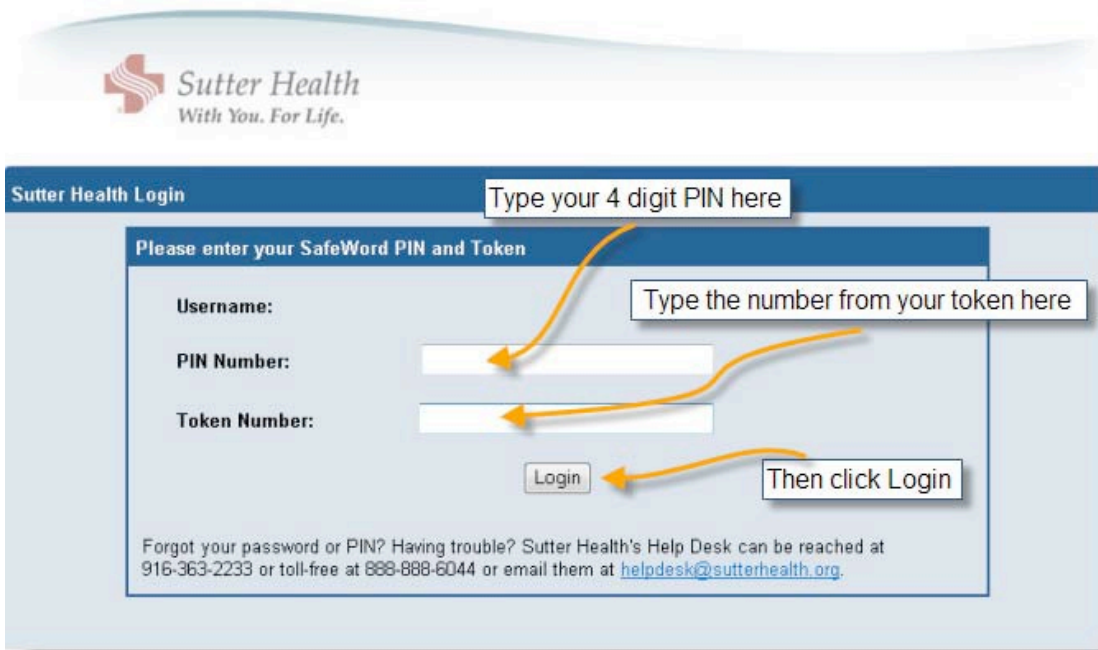 Sutter Health
With You. For Life.
Sutter Health Login
Type your 4 digit PIN here
Please enter your SafeWord PIN and Token
Username:
Type the number from your token here
PIN Number:
Token Number:
Login
Then click Login
Forgot your password or PIN? Having trouble? Sutter Health's Help Desk can be reached at
916-363-2233 or toll-free at 888-888-6044 or email them at helpdesk@sutterhealth.org.